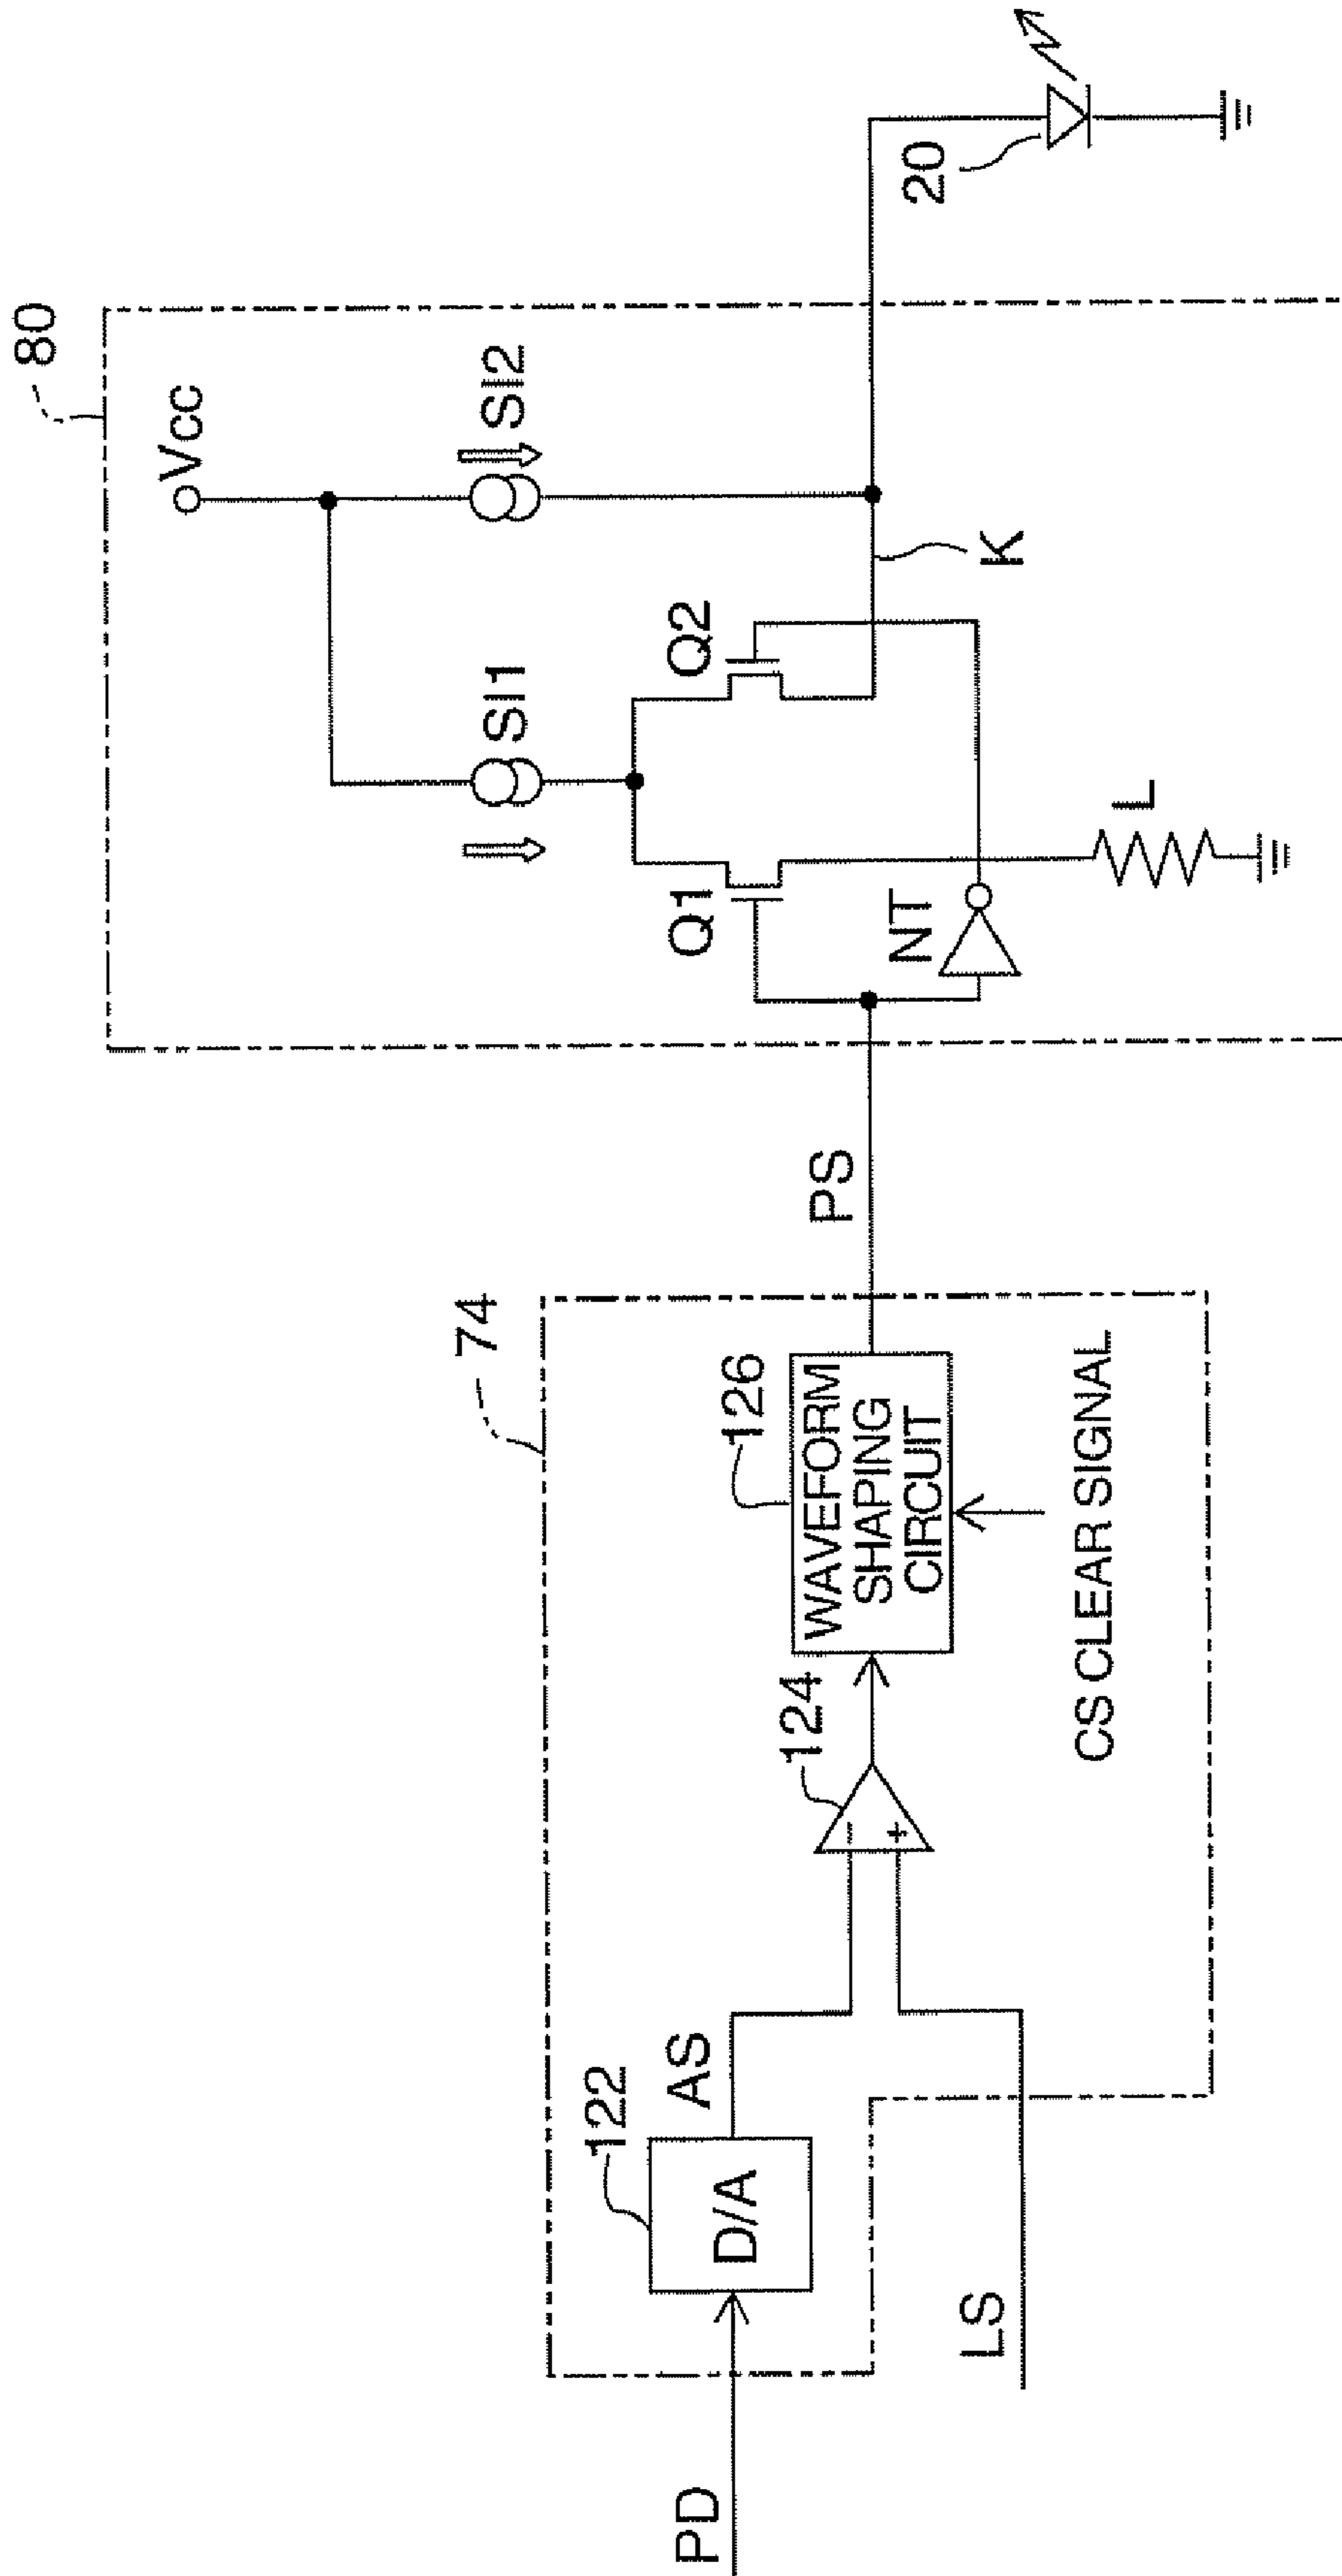 80
Vcc
SI1
SI2
Q1
Q2
K
NT
L
20
74
PD
122
D/A
AS
LS
124
-
+
126
WAVEFORM
SHAPING
CIRCUIT
CS CLEAR SIGNAL
PS